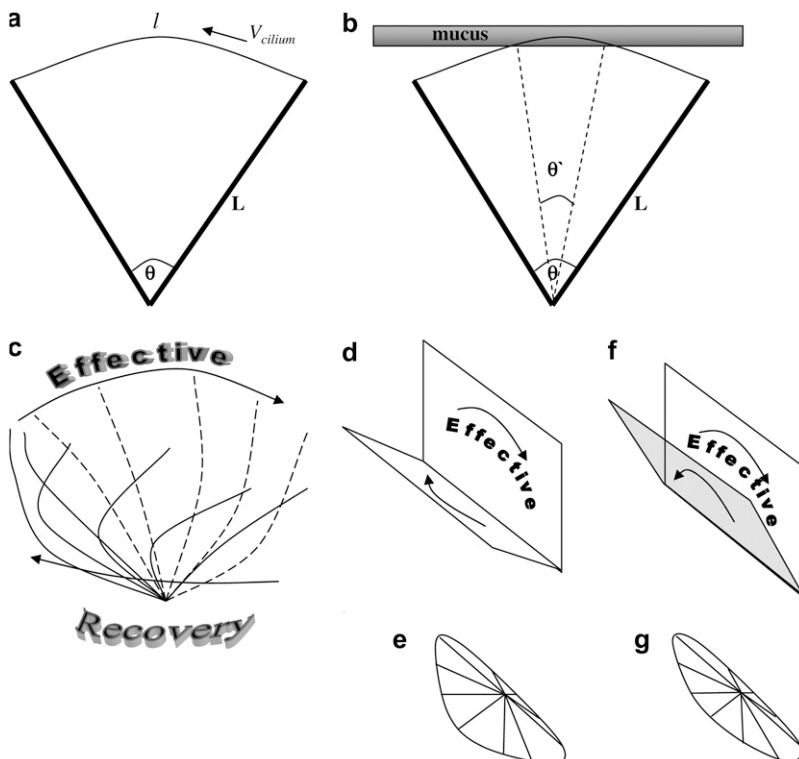 a
l
V cilium
L
θ
b
mucus
θ`
L
θ
c
Effective
Recovery
d
Effective
f
Effective
e
g